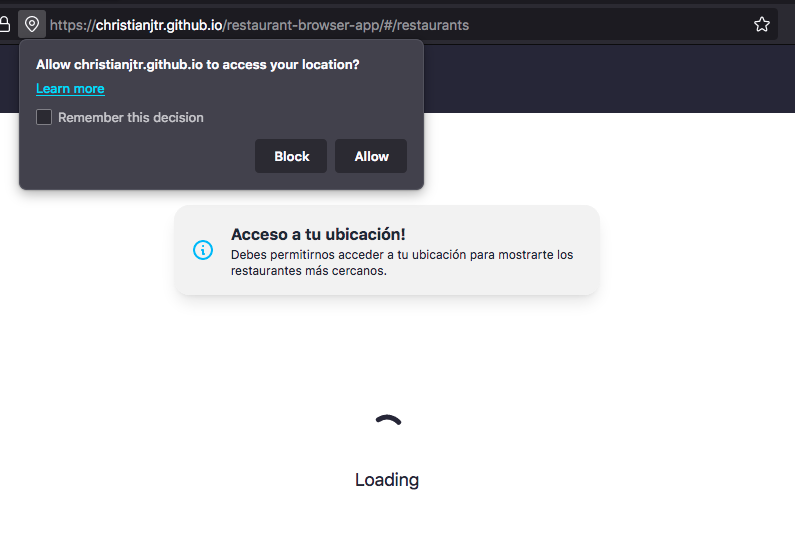 https://christianjtr.github.io/restaurant-browser-app/#/restaurants
Allow christianjtr.github.io to access your location?
Learn more
Remember this decision
Block
Allow
Acceso a tu ubicación!
Debes permitirnos acceder a tu ubicación para mostrarte los
restaurantes más cercanos.
Loading